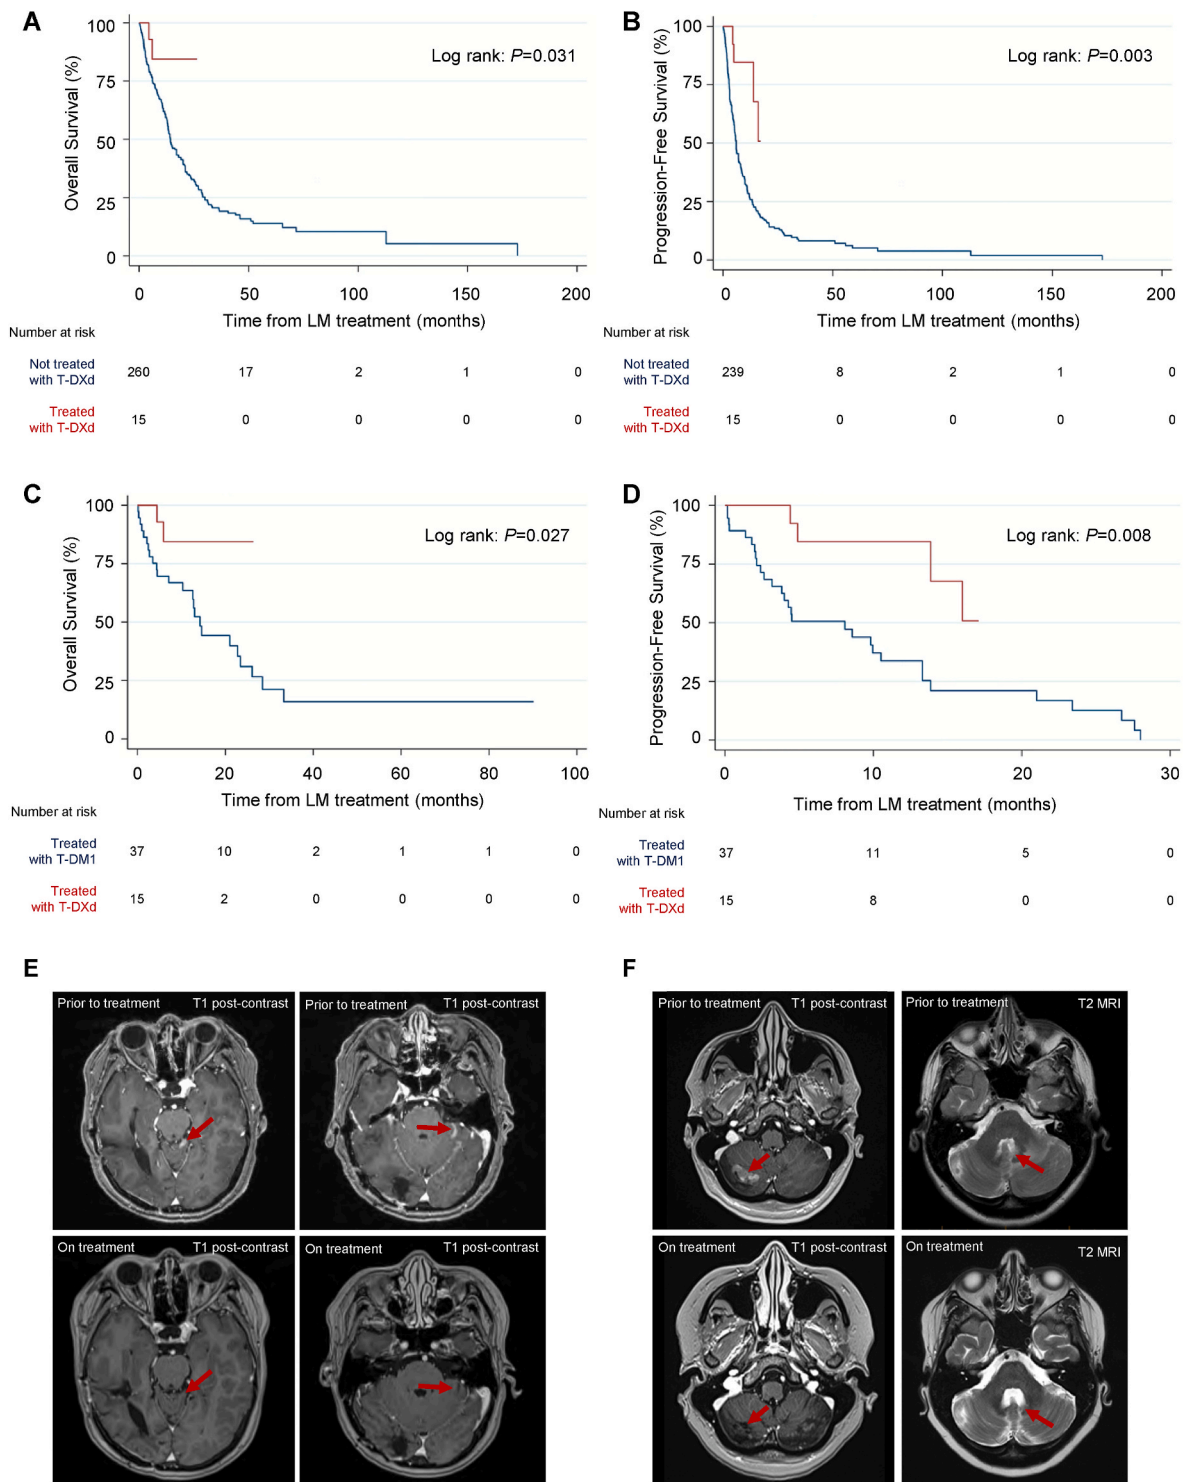 A
100
75
50
25
0
Overall Survival (%)
Log rank: P=0.031
0 50 100 150 200
Time from LM treatment (months)
Number at risk
Not treated
with T-DXd
260 17 2 1 0
Treated
with T-DXd
15 0 0 0 0
B
100
75
50
25
0
Progression-Free Survival (%)
Log rank: P=0.003
0 50 100 150 200
Time from LM treatment (months)
Number at risk
Not treated
with T-DXd
239 8 2 1 0
Treated
with T-DXd
15 0 0 0 0
C
100
75
50
25
0
Overall Survival (%)
Log rank: P=0.027
0 20 40 60 80 100
Time from LM treatment (months)
Number at risk
Treated
with T-DM1
37 10 2 1 1 0
Treated
with T-DXd
15 2 0 0 0 0
D
100
75
50
25
0
Progression-Free Survival (%)
Log rank: P=0.008
0 10 20 30
Time from LM treatment (months)
Number at risk
Treated
with T-DM1
37 11 5 0
Treated
with T-DXd
15 8 0 0
E
Prior to treatment T1 post-contrast
Prior to treatment T1 post-contrast
On treatment T1 post-contrast
On treatment T1 post-contrast
F
Prior to treatment T1 post-contrast
Prior to treatment T2 MRI
On treatment T1 post-contrast
On treatment T2 MRI